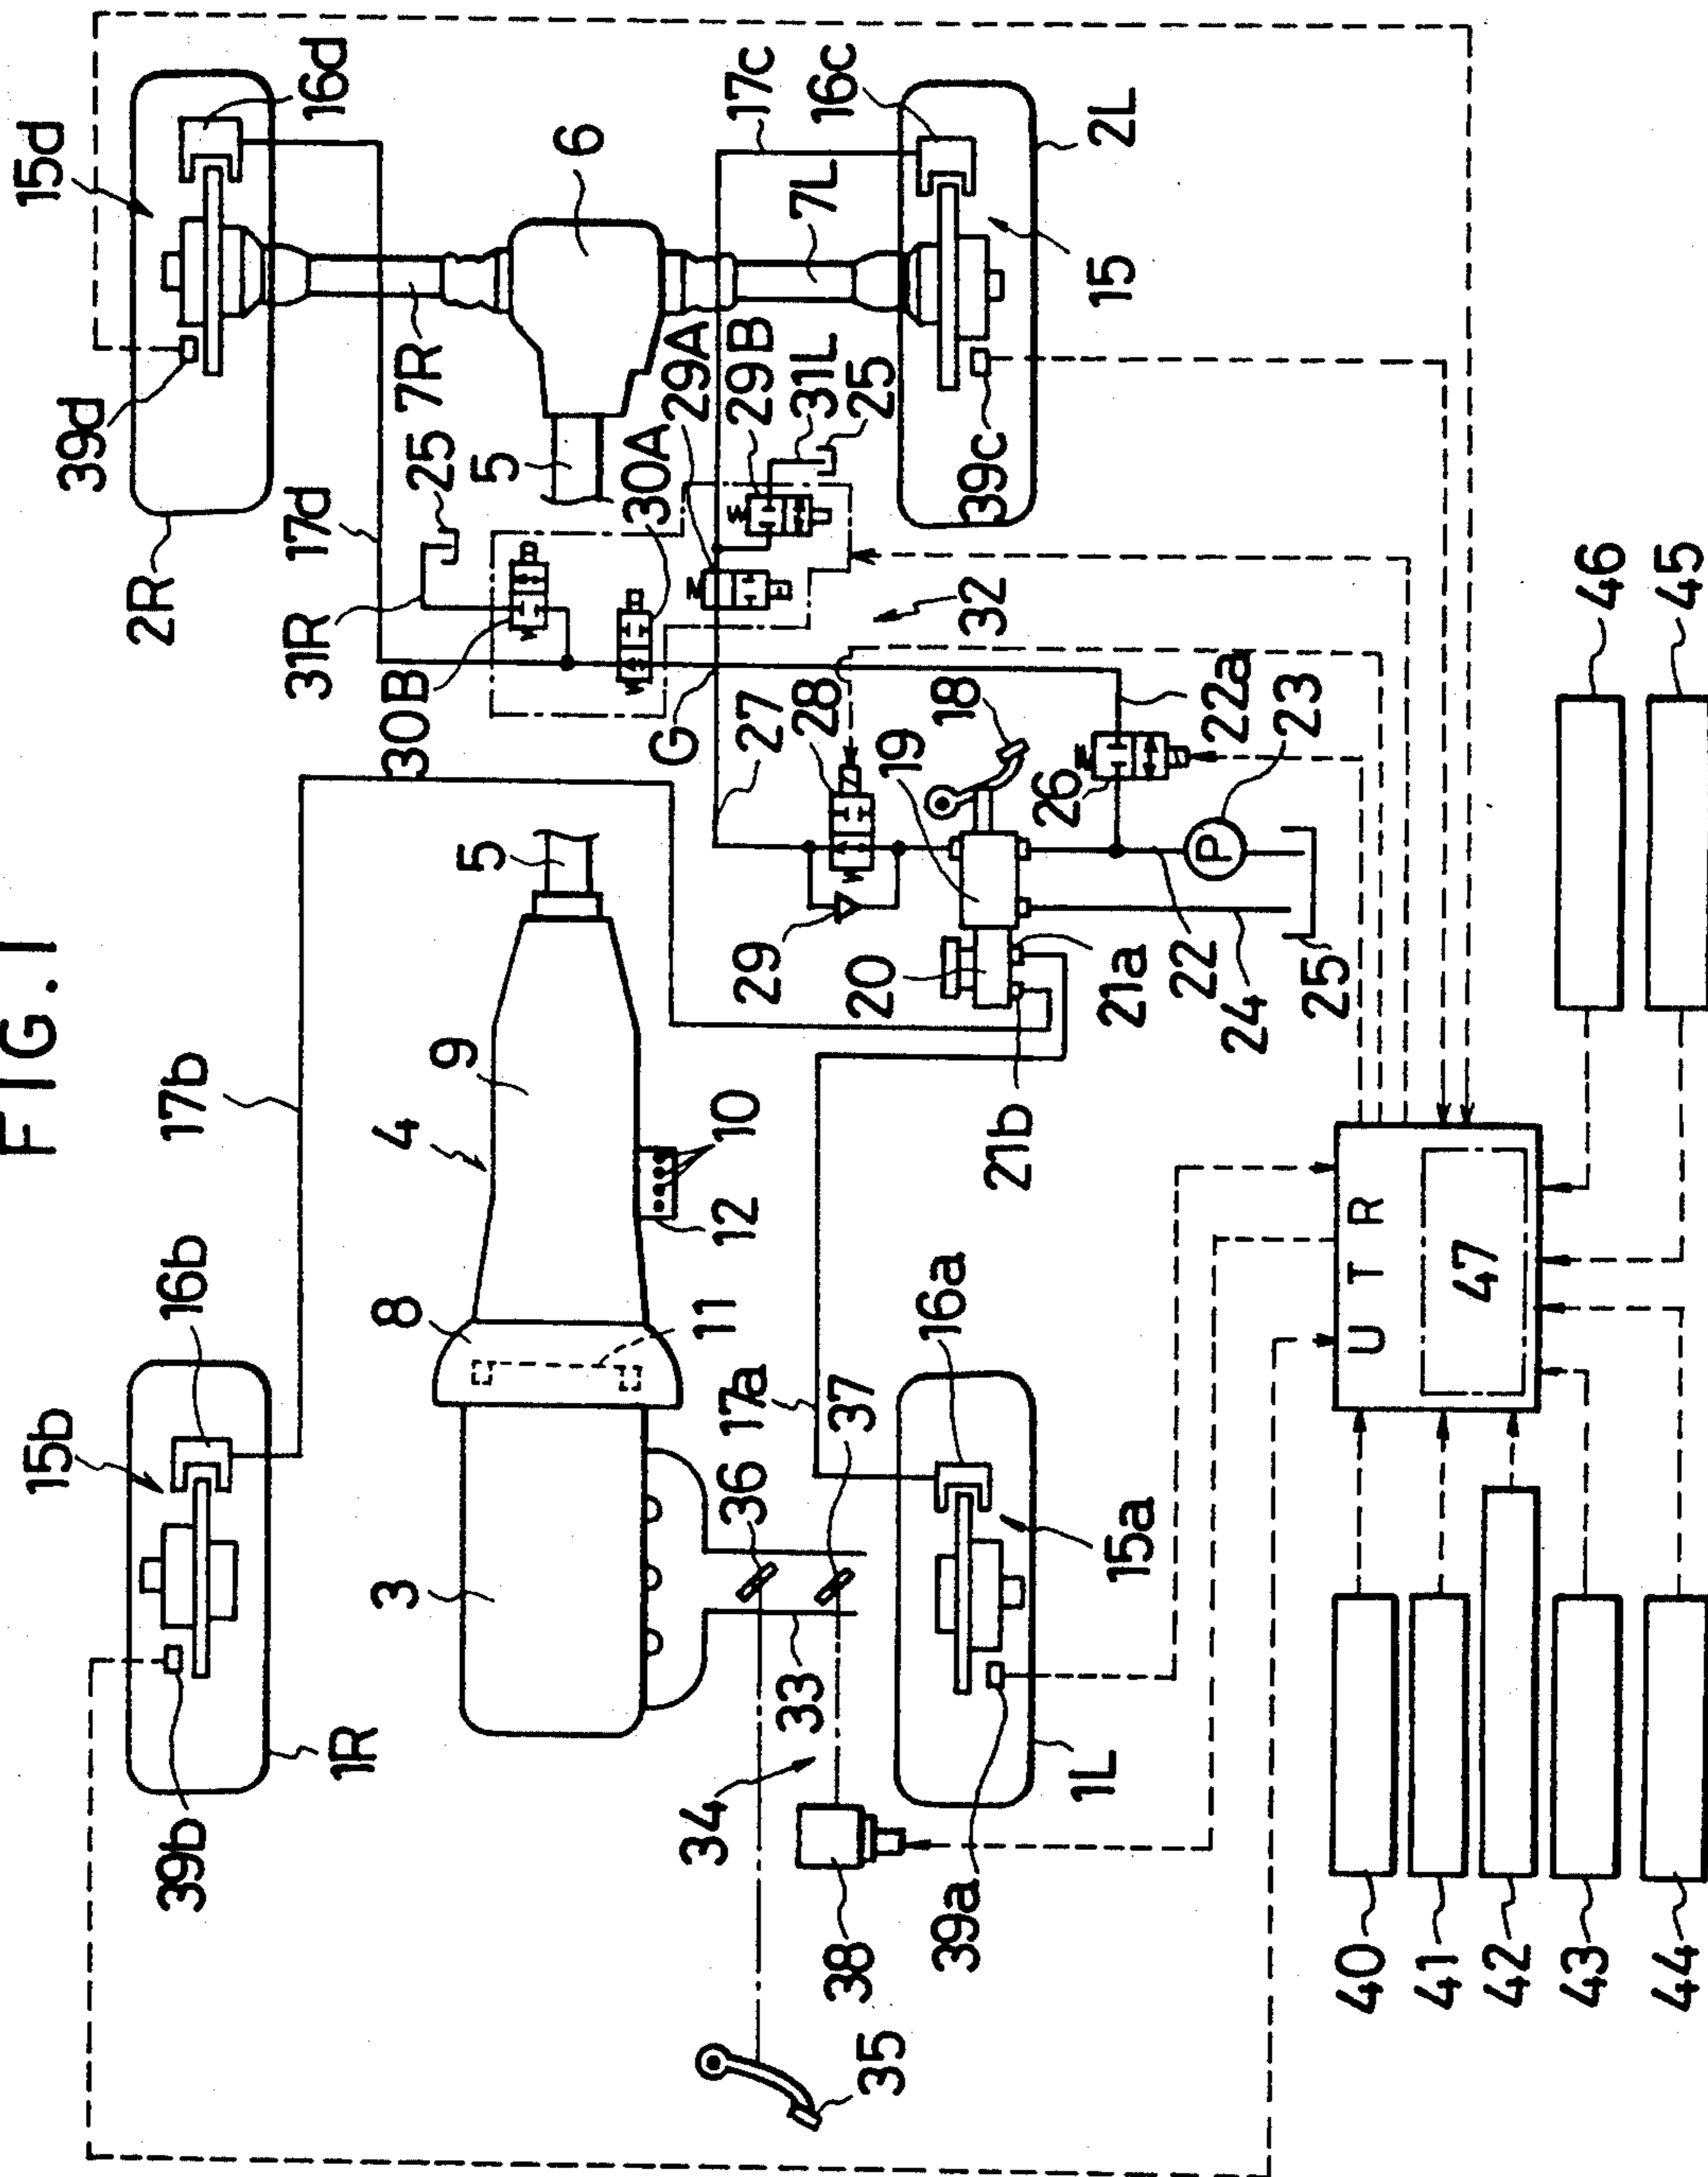 FIG.1
15d
16d
39d
2R
17d
25
31R
30B
7R
5
6
30A
29A
29B
31L
25
17c
16c
7L
2L
15
39c
G
27
28
32
18
19
26
22a
23
P
29
20
21a
22
24
25
21b
46
45
5
9
4
10
12
8
11
17b
16b
15b
1R
39b
3
36
17a
37
16a
15a
33
34
1L
38
39a
35
UTR
47
40
41
42
43
44